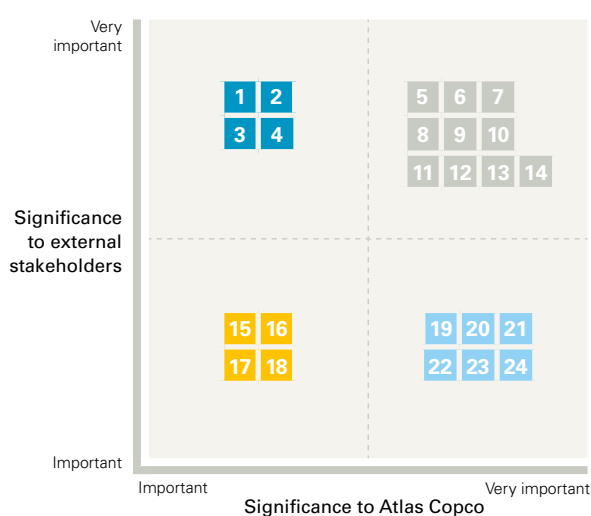 Very
important
1 2
3 4
5 6 7
8 9 10
11 12 13 14
Significance
to external
stakeholders
15 16
17 18
19 20 21
22 23 24
Important
Important
Very important
Significance to Atlas Copco